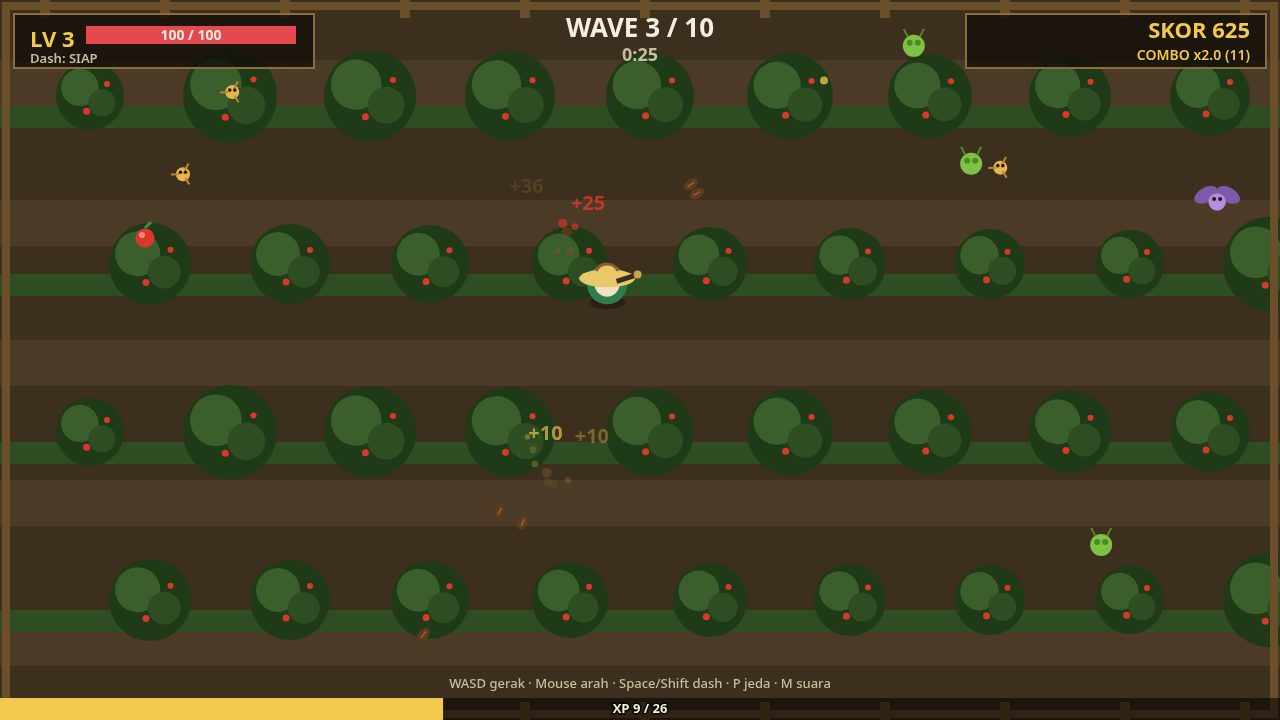 LV 3
100 / 100
Dash: SIAP
WAVE 3 / 10
0:25
SKOR 625
COMBO x2.0 (11)
+36
+25
+10
+10
WASD gerak · Mouse arah · Space/Shift dash · P jeda · M suara
XP 9 / 26